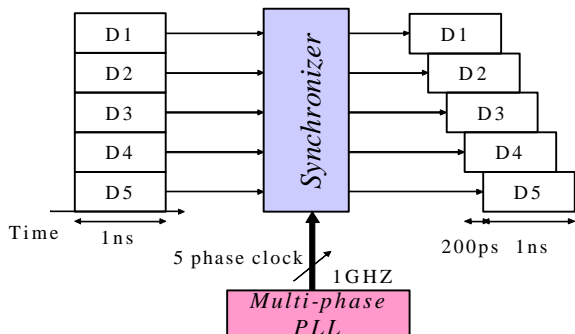 D1
D2
D3
D4
D5
Synchronizer
D1
D2
D3
D4
D5
Time
1ns
200ps
1ns
5 phase clock
1GHZ
Multi-phase
PLL